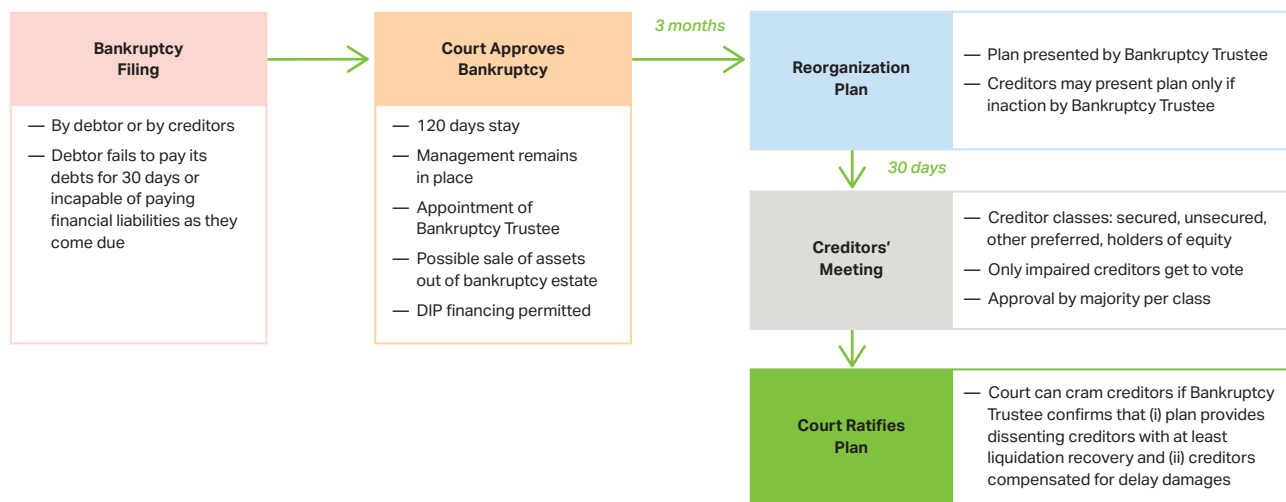 Bankruptcy
Filing
— By debtor or by creditors
— Debtor fails to pay its
debts for 30 days or
incapable of paying
financial liabilities as they
come due
Court Approves
Bankruptcy
— 120 days stay
— Management remains
in place
— Appointment of
Bankruptcy Trustee
— Possible sale of assets
out of bankruptcy estate
— DIP financing permitted
3 months
Reorganization
Plan
— Plan presented by Bankruptcy Trustee
— Creditors may present plan only if
inaction by Bankruptcy Trustee
30 days
Creditors’
Meeting
— Creditor classes: secured, unsecured,
other preferred, holders of equity
— Only impaired creditors get to vote
— Approval by majority per class
Court Ratifies
Plan
— Court can cram creditors if Bankruptcy
Trustee confirms that (i) plan provides
dissenting creditors with at least
liquidation recovery and (ii) creditors
compensated for delay damages